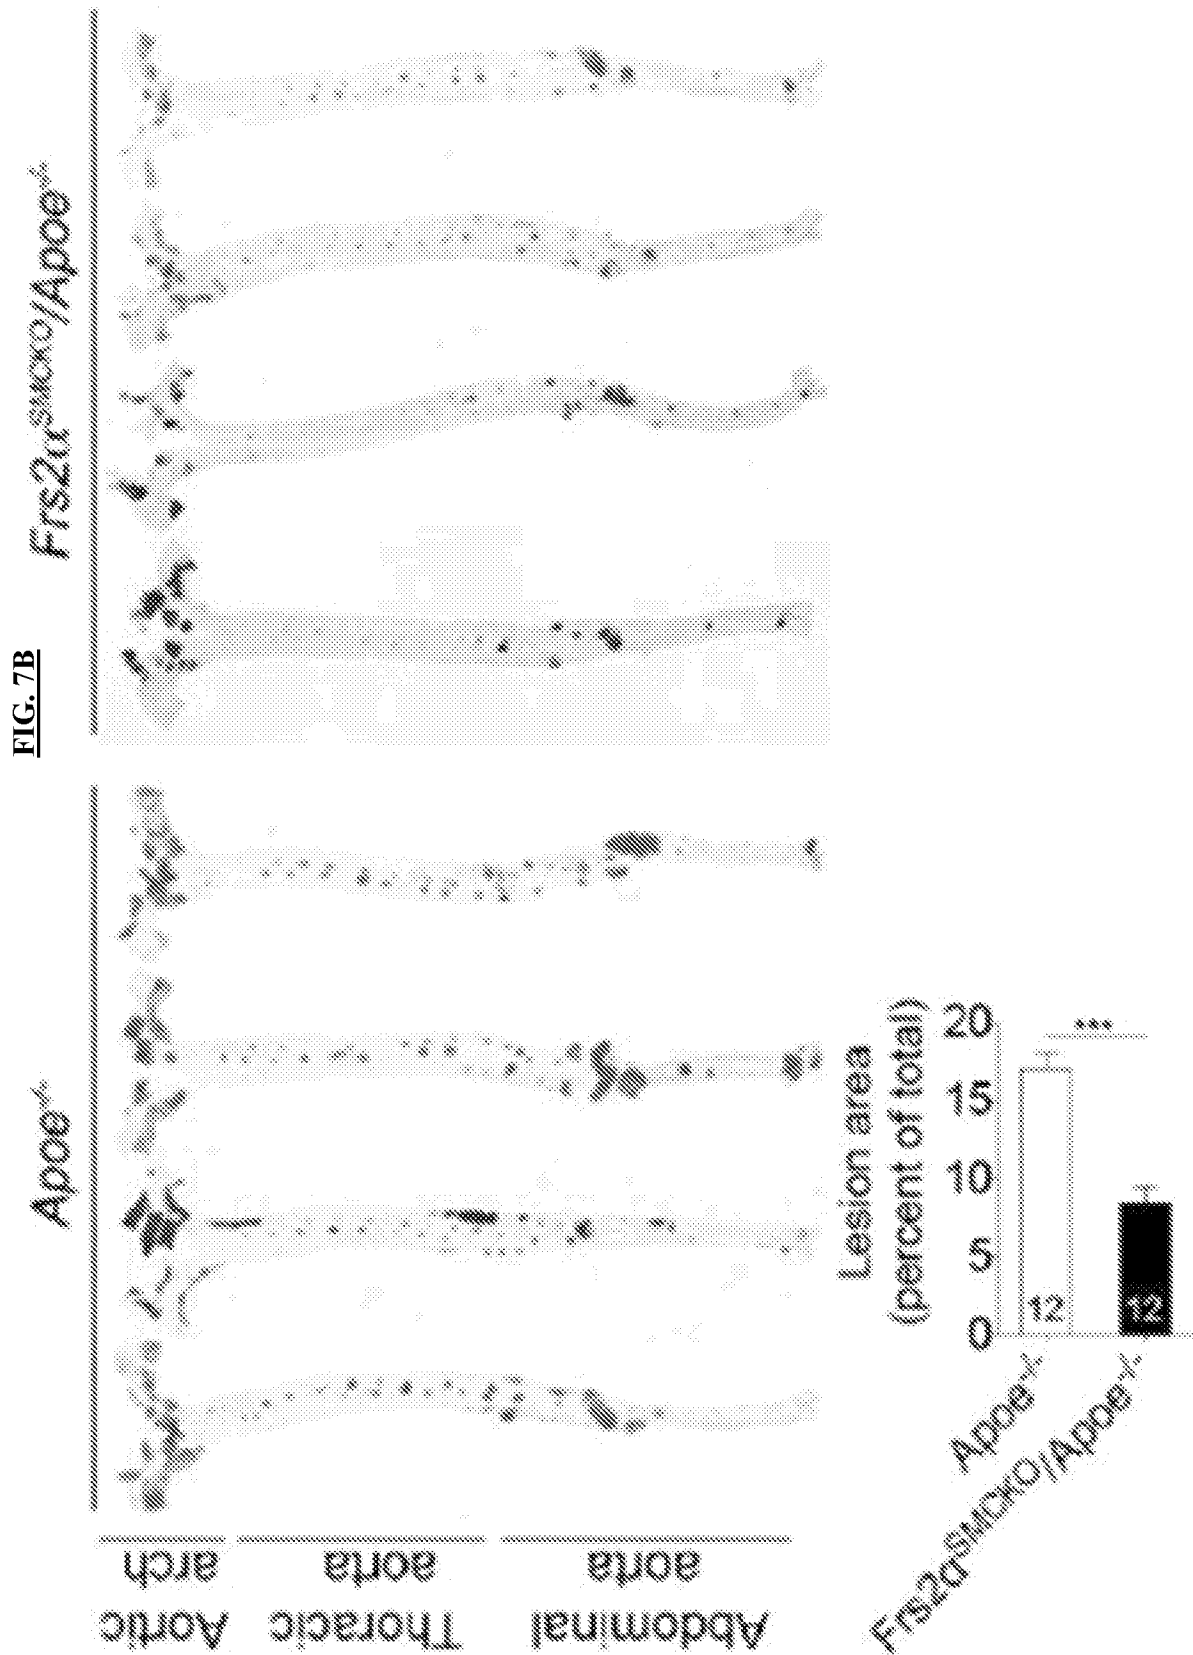 FIG. 7B
Apoe-/-
Frs2αSMCKO/Apoe-/-
Aortic
arch
Thoracic
aorta
Abdominal
aorta
Lesion area
(percent of total)
20
15
10
5
0
***
12
12
Apoe-/-
Frs2αSMCKO/Apoe-/-